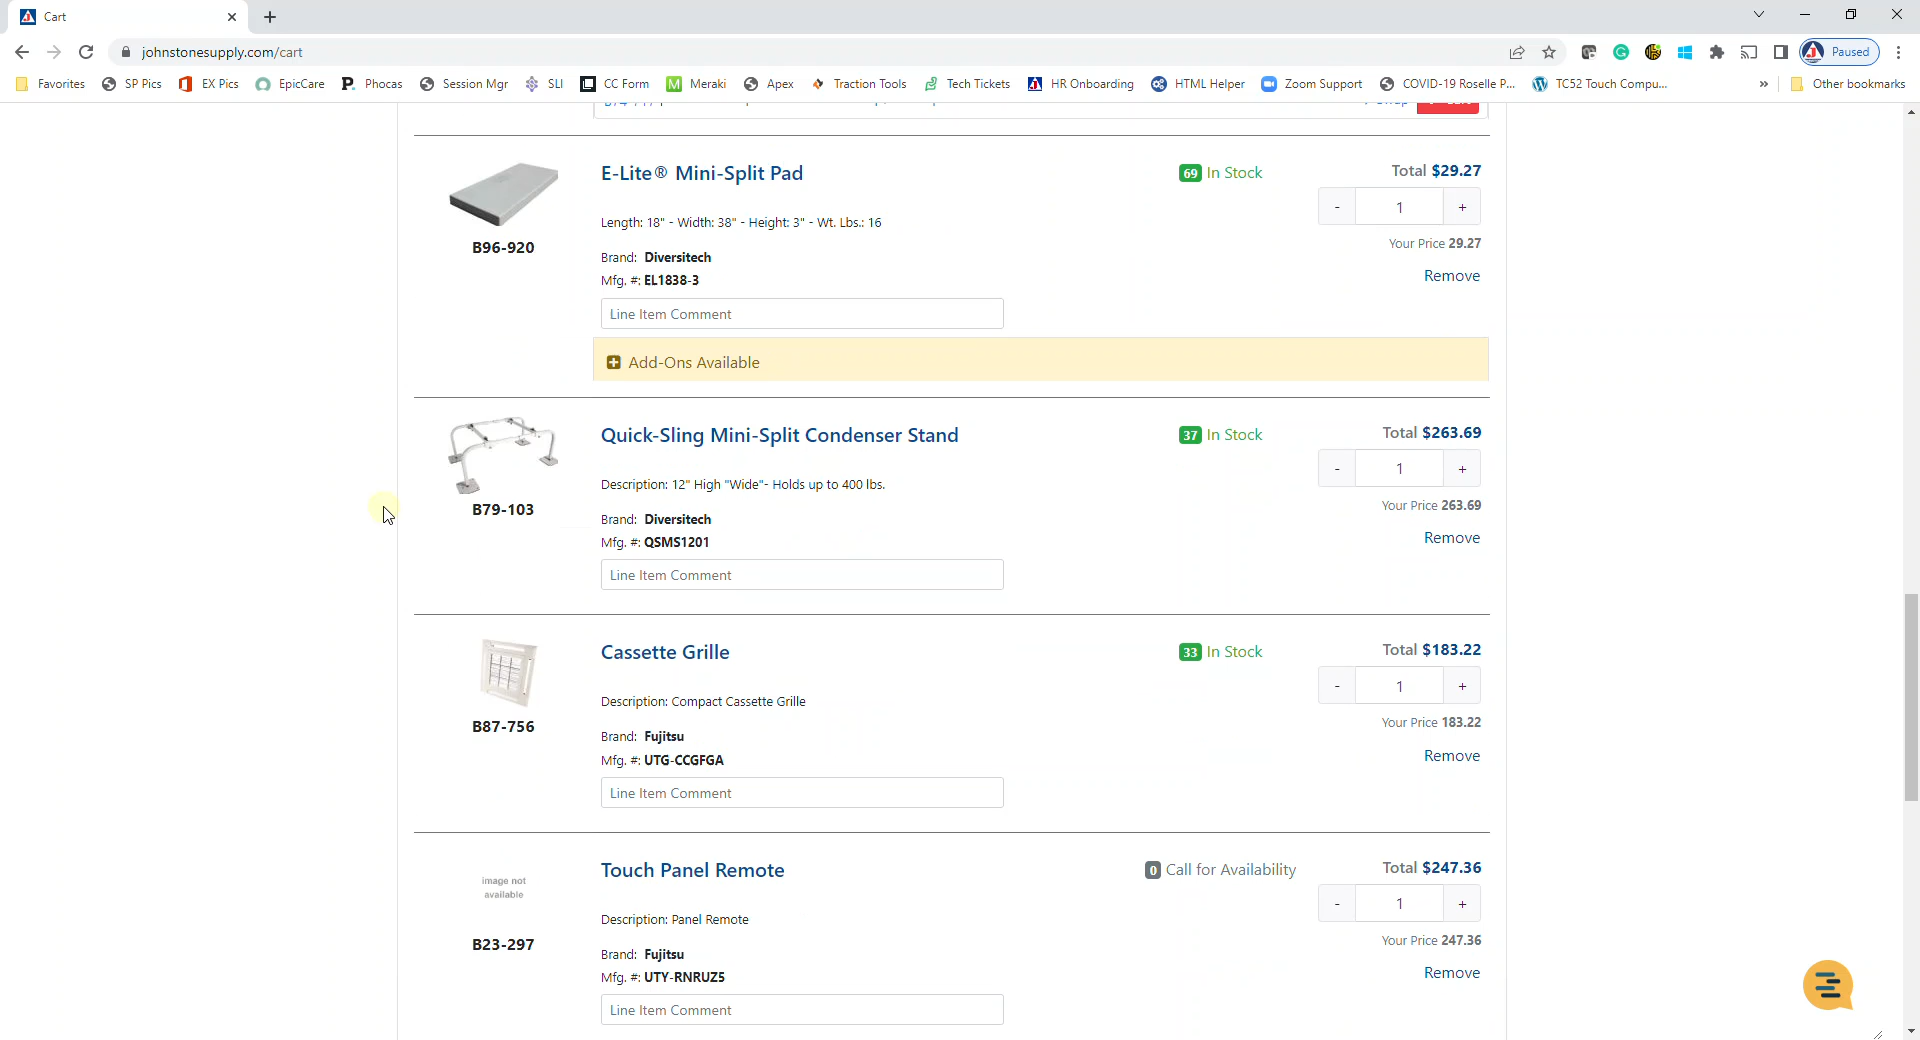 Cart
johnstonesupply.com/cart
Paused
Favorites SP Pics EX Pics EpicCare Phocas Session Mgr SLI CC Form Meraki Apex Traction Tools Tech Tickets HR Onboarding HTML Helper Zoom Support COVID-19 Roselle P... TC52 Touch Compu... » Other bookmarks
E-Lite® Mini-Split Pad
69 In Stock
Total $29.27
- 1 +
Length: 18" - Width: 38" - Height: 3" - Wt. Lbs.: 16
Your Price 29.27
B96-920
Brand: Diversitech
Mfg. #: EL1838-3
Remove
Line Item Comment
Add-Ons Available
Quick-Sling Mini-Split Condenser Stand
37 In Stock
Total $263.69
- 1 +
Description: 12" High "Wide"- Holds up to 400 lbs.
Your Price 263.69
B79-103
Brand: Diversitech
Mfg. #: QSMS1201
Remove
Line Item Comment
Cassette Grille
33 In Stock
Total $183.22
- 1 +
Description: Compact Cassette Grille
Your Price 183.22
B87-756
Brand: Fujitsu
Mfg. #: UTG-CCGFGA
Remove
Line Item Comment
Touch Panel Remote
0 Call for Availability
Total $247.36
image not
available
- 1 +
Description: Panel Remote
Your Price 247.36
B23-297
Brand: Fujitsu
Mfg. #: UTY-RNRUZ5
Remove
Line Item Comment